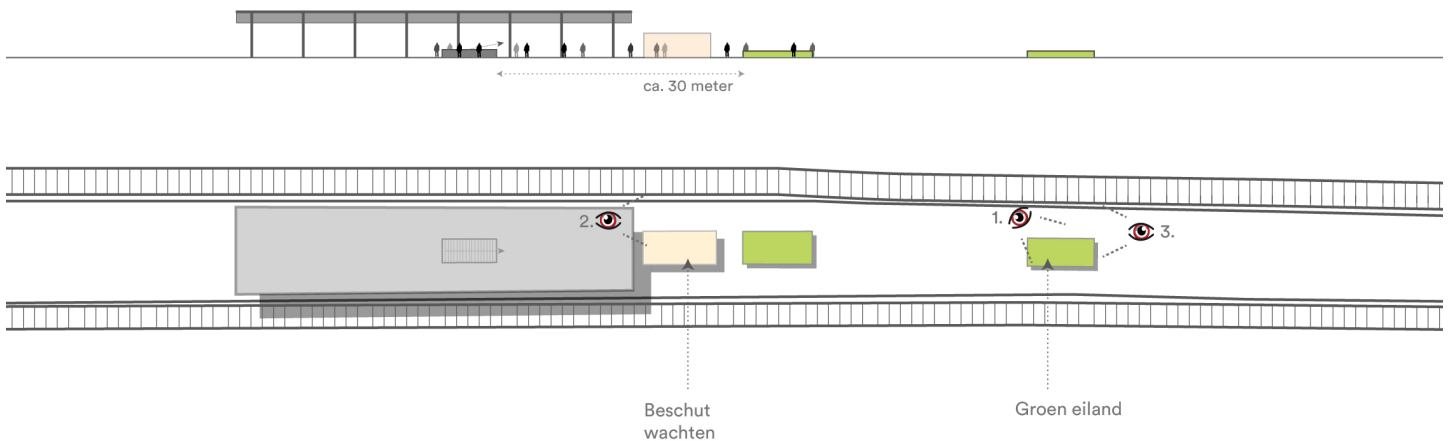 ca. 30 meter
2.
1.
3.
Beschut
wachten
Groen eiland